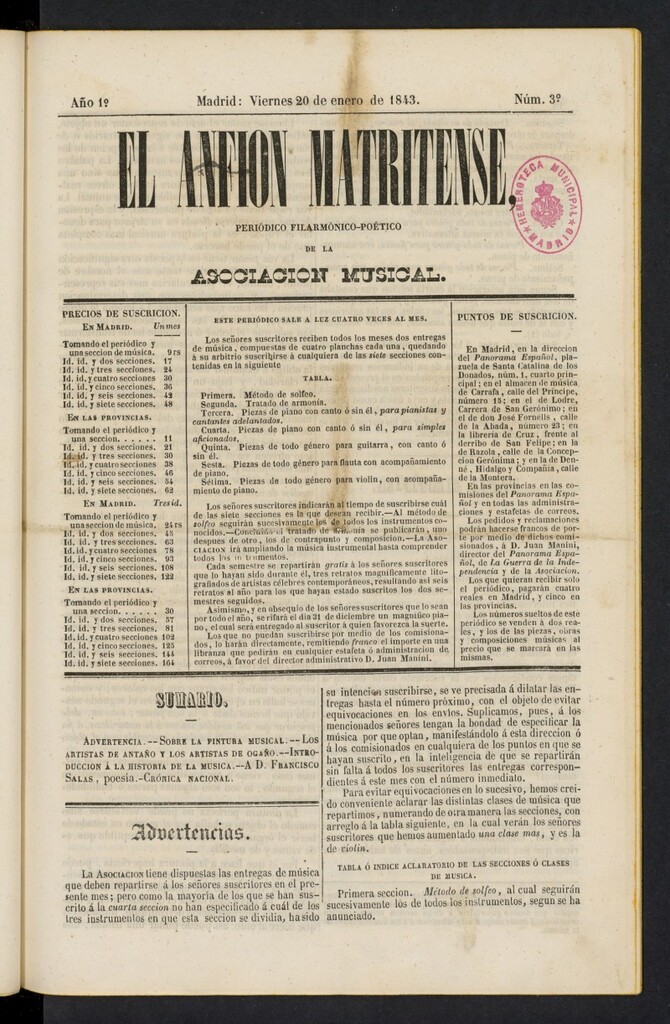 Año 1º Madrid: Viernes 20 de enero de 1843. Núm. 3º
EL ANFION MATRITENSE,
PERIÓDICO FILARMÓNICO-POÉTICO
DE LA
ASOCIACION MUSICAL.
HEMEROTECA MUNICIPAL
MADRID
PRECIOS DE SUSCRICION.
EN MADRID. Un mes
Tomando el periódico y
una seccion de música. 9 rs
Id. id. y dos secciones. 17
Id. id. y tres secciones. 24
Id. id. y cuatro secciones 30
Id. id. y cinco secciones. 36
Id. id. y seis secciones. 42
Id. id. y siete secciones. 48
EN LAS PROVINCIAS.
Tomando el periódico y
una seccion. . . . . . 11
Id. id. y dos secciones. 21
Id. id. y tres secciones. 30
Id. id. y cuatro secciones 38
Id. id. y cinco secciones. 46
Id. id. y seis secciones. 54
Id. id. y siete secciones. 62
EN MADRID. Tres id.
Tomando el periódico y
una seccion de música. 24 rs
Id. id. y dos secciones. 45
Id. id. y tres secciones. 63
Id. id. y cuatro secciones 78
Id. id. y cinco secciones. 93
Id. id. y seis secciones. 108
Id. id. y siete secciones. 122
EN LAS PROVINCIAS.
Tomando el periódico y
una seccion. . . . . . 30
Id. id. y dos secciones. 57
Id. id. y tres secciones. 81
Id. id. y cuatro secciones 102
Id. id. y cinco secciones. 123
Id. id. y seis secciones. 144
Id. id. y siete secciones. 164
ESTE PERIÓDICO SALE A LUZ CUATRO VECES AL MES.
Los señores suscritores reciben todos los meses dos entregas
de música, compuestas de cuatro planchas cada una, quedando
á su arbitrio suscribirse á cualquiera de las siete secciones con-
tenidas en la siguiente
TABLA.
Primera. Método de solfeo.
Segunda. Tratado de armonía.
Tercera. Piezas de piano con canto ó sin él, para pianistas y
cantantes adelantados.
Cuarta. Piezas de piano con canto ó sin él, para simples
aficionados.
Quinta. Piezas de todo género para guitarra, con canto ó
sin él.
Sesta. Piezas de todo género para flauta con acompañamiento
de piano.
Sétima. Piezas de todo género para violin, con acompaña-
miento de piano.
Los señores suscritores indicarán al tiempo de suscribirse cuál
de las siete secciones es la que desean recibir.—Al método de
solfeo seguirán sucesivamente los de todos los instrumentos co-
nocidos.—Concluido el tratado de armonía se publicarán, uno
despues de otro, los de contrapunto y composicion.—La Aso-
CIACION irá ampliando la música instrumental hasta comprender
todos los instrumentos.
Cada semestre se repartirán gratis á los señores suscritores
que lo hayan sido durante él, tres retratos magníficamente lito-
grafiados de artistas célebres contemporáneos, resultando así seis
retratos al año para los que hayan estado suscritos los dos se-
mestres seguidos.
Asimismo, y en obsequio de los señores suscritores que lo sean
por todo el año, se rifará el dia 31 de diciembre un magnífico pia-
no, el cual será entregado al suscritor á quien favorezca la suerte.
Los que no puedan suscribirse por medio de los comisiona-
dos, lo harán directamente, remitiendo franco el importe en una
libranza que pedirán en cualquier estafeta ó administracion de
correos, á favor del director administrativo D. Juan Manini.
PUNTOS DE SUSCRICION.
En Madrid, en la direccion
del Panorama Español, pla-
zuela de Santa Catalina de los
Donados, núm. 1, cuarto prin-
cipal; en el almacen de música
de Carrafa, calle del Príncipe,
número 15; en el de Lodre,
Carrera de San Gerónimo; en
el de don José Fornells, calle
de la Abada, número 23; en
la librería de Cruz, frente al
derribo de San Felipe; en la
de Razola, calle de la Concep-
cion Gerónima; y en la de Den-
né, Hidalgo y Compañía, calle
de la Montera.
En las provincias en las co-
misiones del Panorama Espa-
ñol y en todas las administra-
ciones y estafetas de correos.
Los pedidos y reclamaciones
podrán hacerse francos de por-
te por medio de dichos comi-
sionados, á D. Juan Manini,
director del Panorama Espa-
ñol, de La Guerra de la Inde-
pendencia y de la Asociacion.
Los que quieran recibir solo
el periódico, pagarán cuatro
reales en Madrid, y cinco en
las provincias.
Los números sueltos de este
periódico se venden á dos rea-
les, y los de las piezas, obras
y composiciones músicas al
precio que se marcará en las
mismas.
SUMARIO.
ADVERTENCIA.—SOBRE LA PINTURA MUSICAL.—LOS
ARTISTAS DE ANTAÑO Y LOS ARTISTAS DE OGAÑO.—INTRO-
DUCCION Á LA HISTORIA DE LA MUSICA.—A D. FRANCISCO
SALAS, poesía.-CRÓNICA NACIONAL.
Advertencias.
LA ASOCIACION tiene dispuestas las entregas de música
que deben repartirse á los señores suscritores en el pre-
sente mes; pero como la mayoría de los que se han sus-
crito á la cuarta seccion no han especificado á cuál de los
tres instrumentos en que esta seccion se dividia, ha sido
su intencion suscribirse, se ve precisada á dilatar las en-
tregas hasta el número próximo, con el objeto de evitar
equivocaciones en los envíos. Suplicamos, pues, á los
mencionados señores tengan la bondad de especificar la
música por que optan, manifestándolo á esta direccion ó
á los comisionados en cualquiera de los puntos en que se
hayan suscrito, en la inteligencia de que se repartirán
sin falta á todos los suscritores las entregas correspon-
dientes á este mes con el número inmediato.
Para evitar equivocaciones en lo sucesivo, hemos crei-
do conveniente aclarar las distintas clases de música que
repartimos, numerando de otra manera las secciones, con
arreglo á la tabla siguiente, en la cual verán los señores
suscritores que hemos aumentado una clase mas, y es la
de violin.
TABLA Ó INDICE ACLARATORIO DE LAS SECCIONES Ó CLASES
DE MUSICA.
Primera seccion. Método de solfeo, al cual seguirán
sucesivamente los de todos los instrumentos, segun se ha
anunciado.